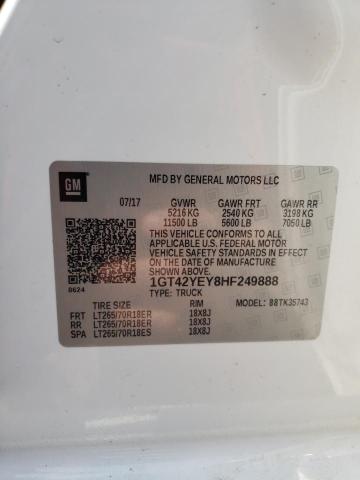 GM
MFD BY GENERAL MOTORS LLC
07/17 GVWR GAWR FRT GAWR RR
5216 KG 2540 KG 3198 KG
11500 LB 5600 LB 7050 LB
THIS VEHICLE CONFORMS TO ALL
APPLICABLE U.S. FEDERAL MOTOR
VEHICLE SAFETY STANDARDS IN EFFECT
ON THE DATE OF MANUFACTURE
SHOWN ABOVE.
0624
1GT42YEY8HF249888
TYPE: TRUCK
TIRE SIZE RIM MODEL: 88TK35743
FRT LT265/70R18ER 18X8J
RR LT265/70R18ER 18X8J
SPA LT265/70R18ES 18X8J